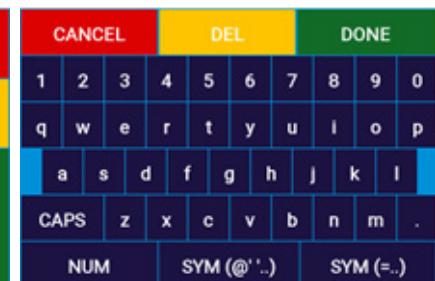 CANCEL DEL DONE
1 2 3 4 5 6 7 8 9 0
q w e r t y u i o p
a s d f g h j k l
CAPS z x c v b n m .
NUM SYM (@' '..) SYM (=..)